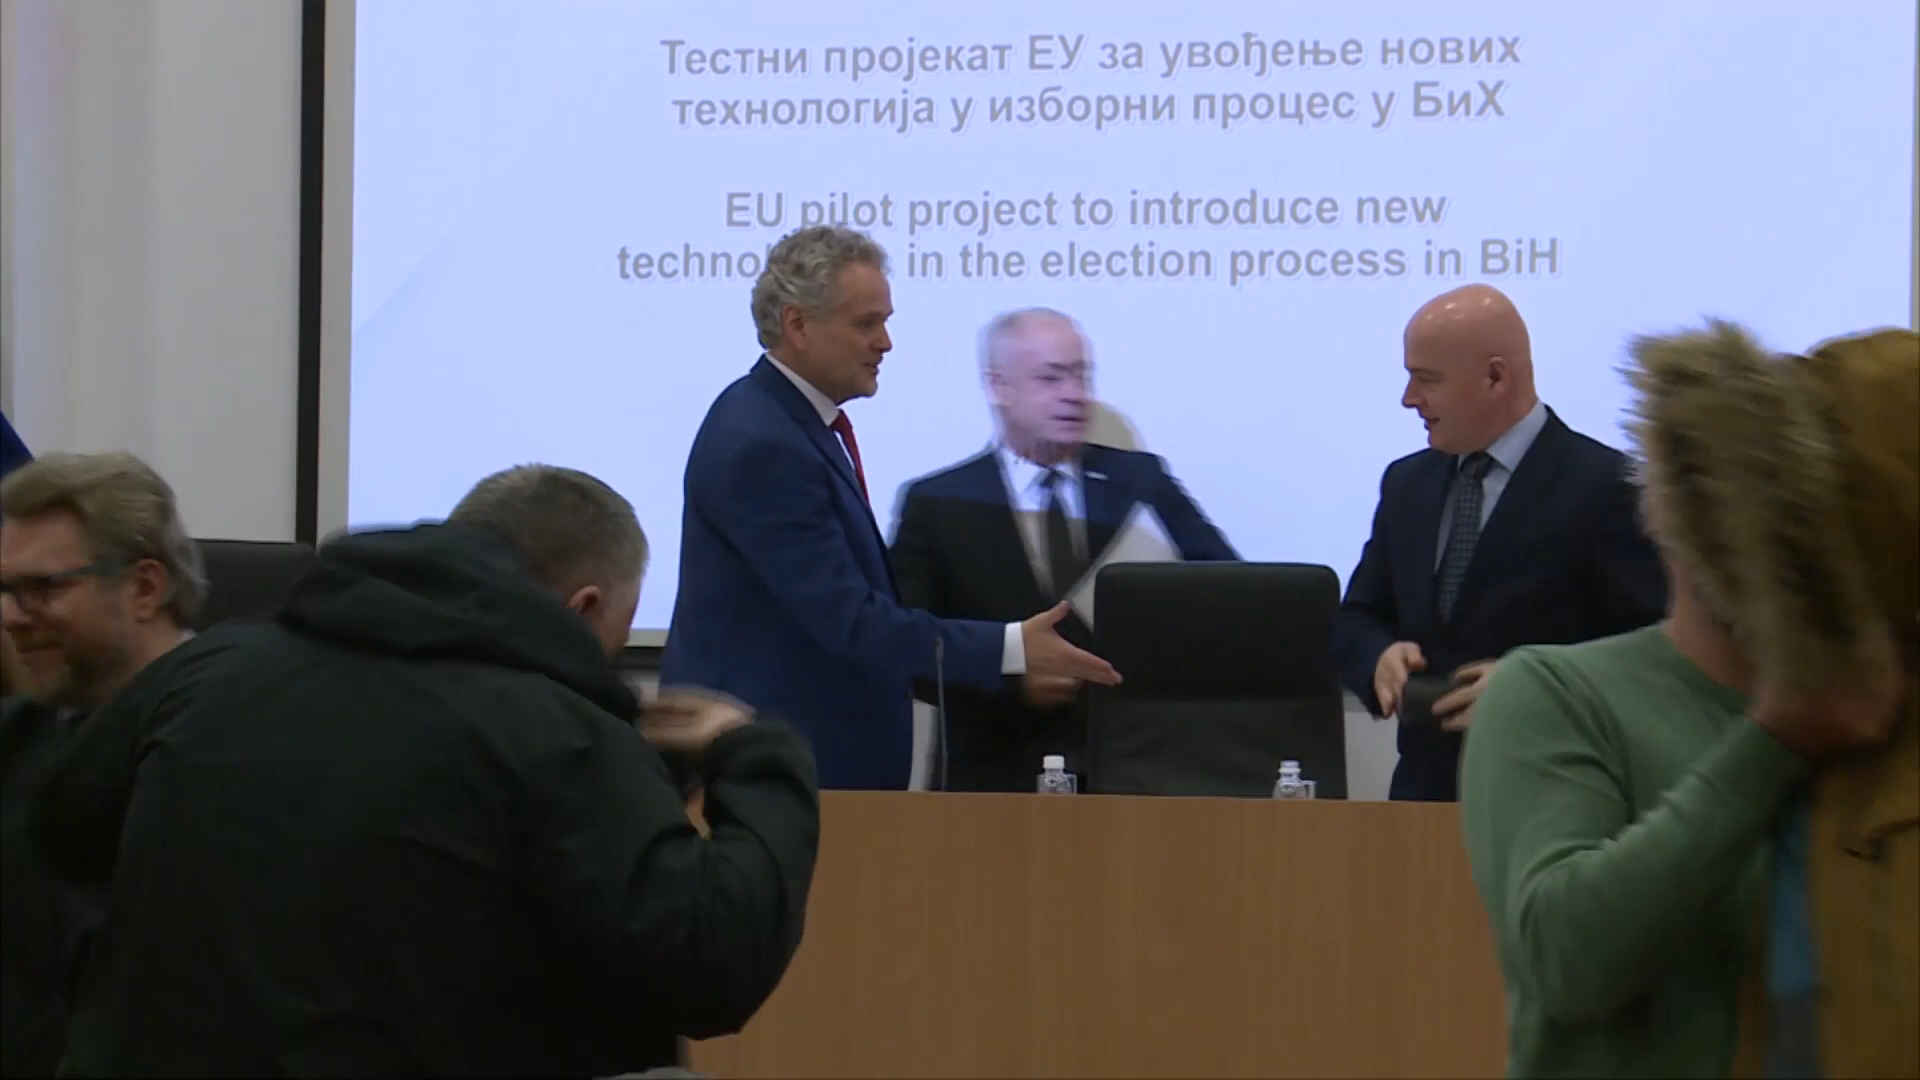 Тестни пројекат ЕУ за увођење нових
технологија у изборни процес у БиХ
EU pilot project to introduce new
techno in the election process in BiH